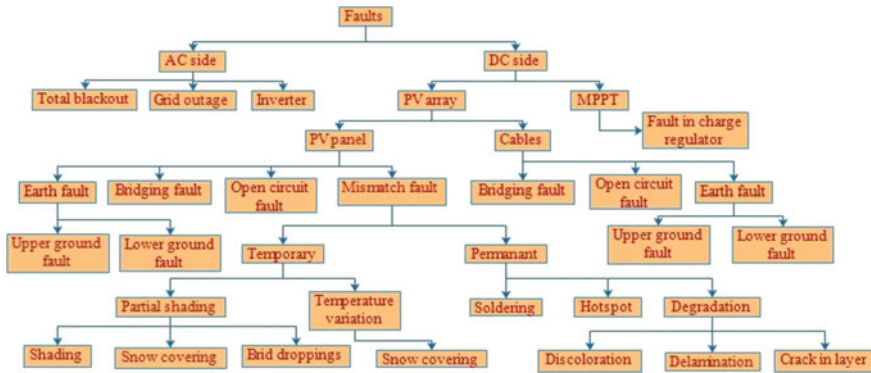 Faults
AC side
DC side
Total blackout
Grid outage
Inverter
PV array
MPPT
Fault in charge
regulator
PV panel
Cables
Earth fault
Bridging fault
Open circuit
fault
Mismatch fault
Bridging fault
Open circuit
fault
Earth fault
Upper ground
fault
Lower ground
fault
Temporary
Permanant
Upper ground
fault
Lower ground
fault
Partial shading
Temperature
variation
Soldering
Hotspot
Degradation
Shading
Snow covering
Brid droppings
Snow covering
Discoloration
Delamination
Crack in layer